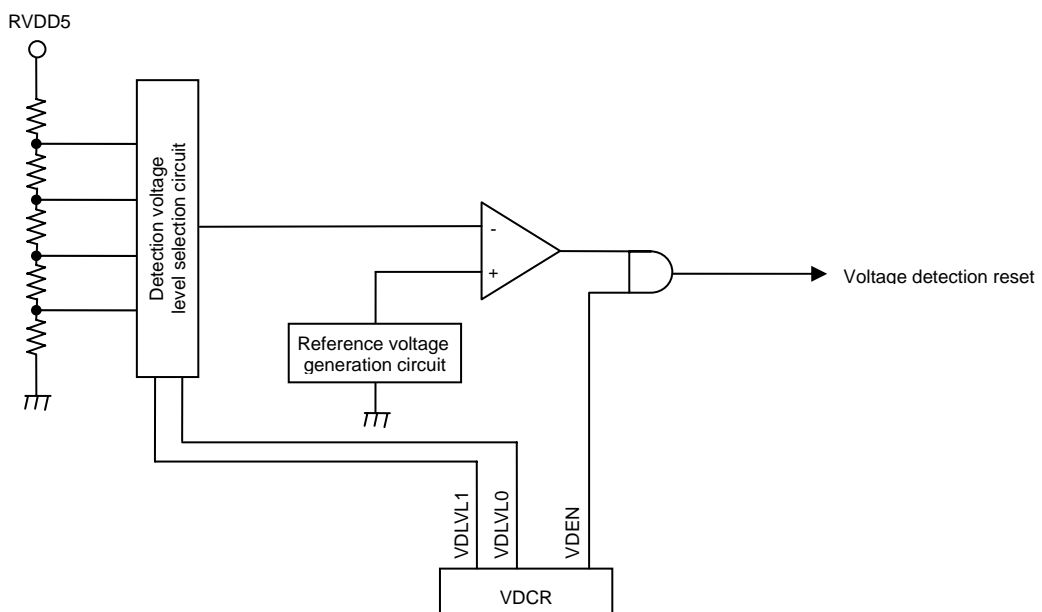 RVDD5
Detection voltage
level selection circuit
-
+
Voltage detection reset
Reference voltage
generation circuit
VDLVL1
VDLVL0
VDEN
VDCR